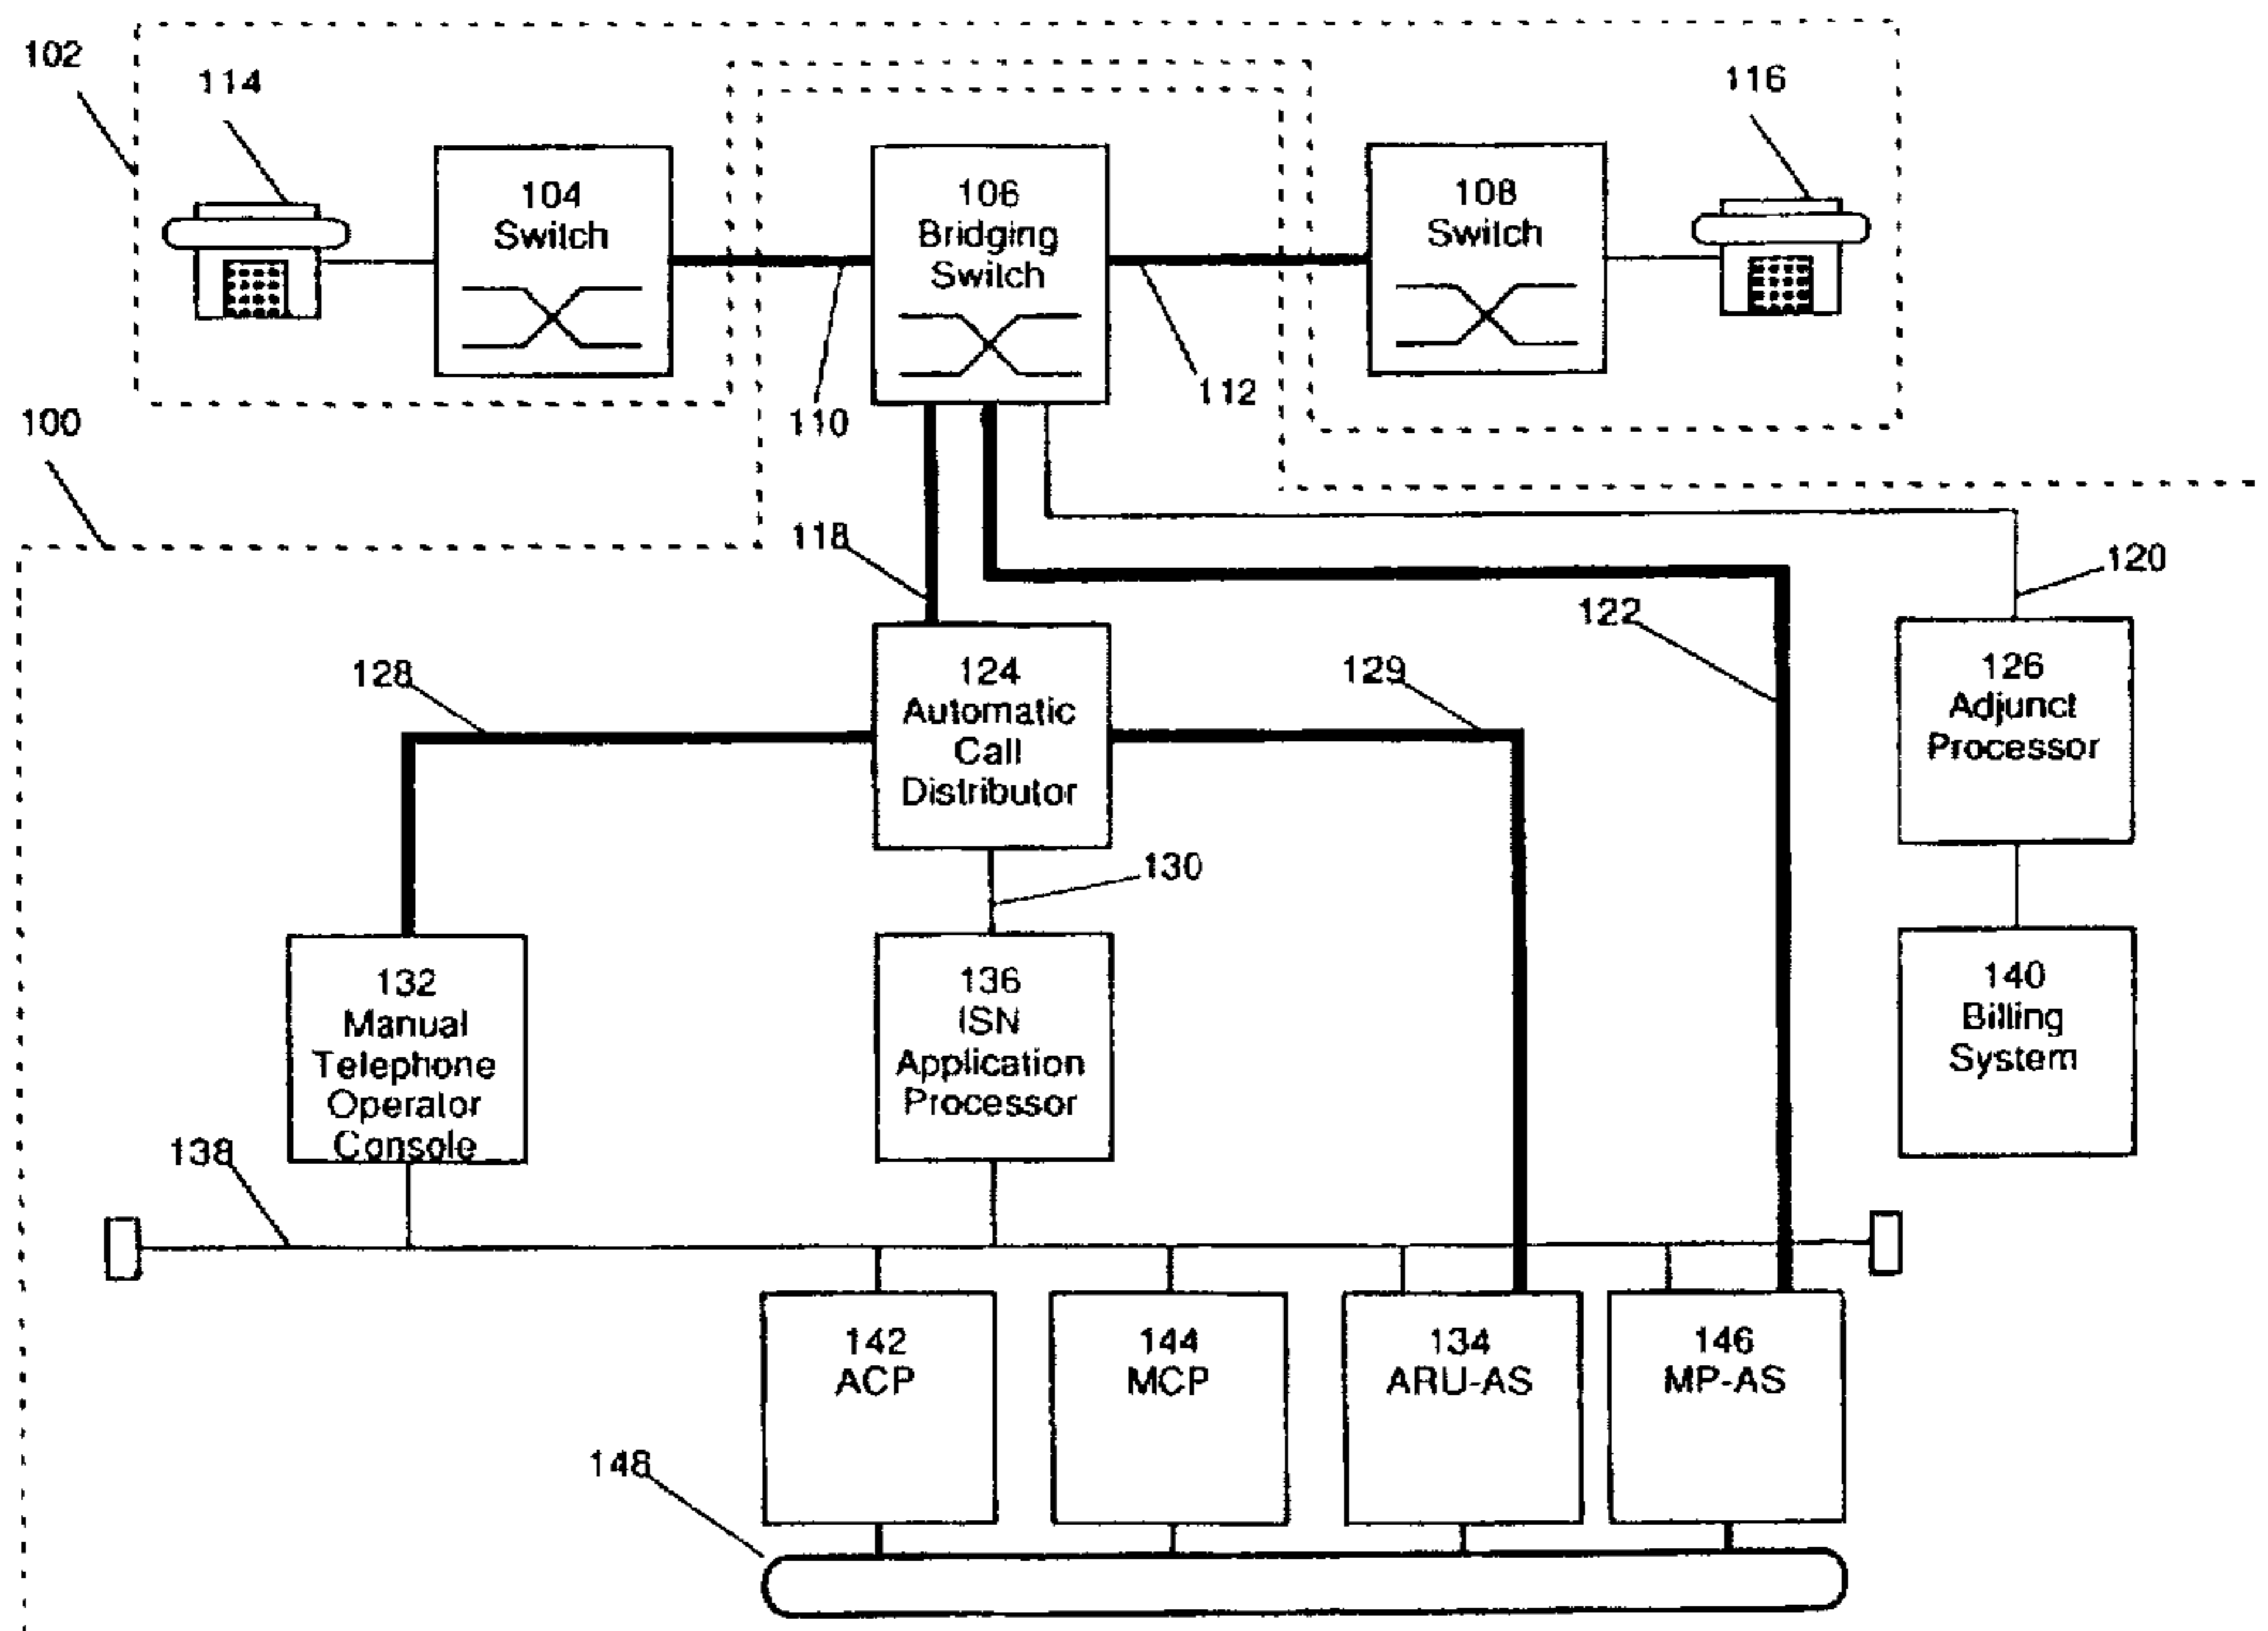 102
114
116
104
Switch
106
Bridging
Switch
108
Switch
110
112
100
118
120
122
128
124
Automatic
Call
Distributor
129
126
Adjunct
Processor
130
132
Manual
Telephone
Operator
Console
136
ISN
Application
Processor
140
Billing
System
138
142
ACP
144
MCP
134
ARU-AS
146
MP-AS
148